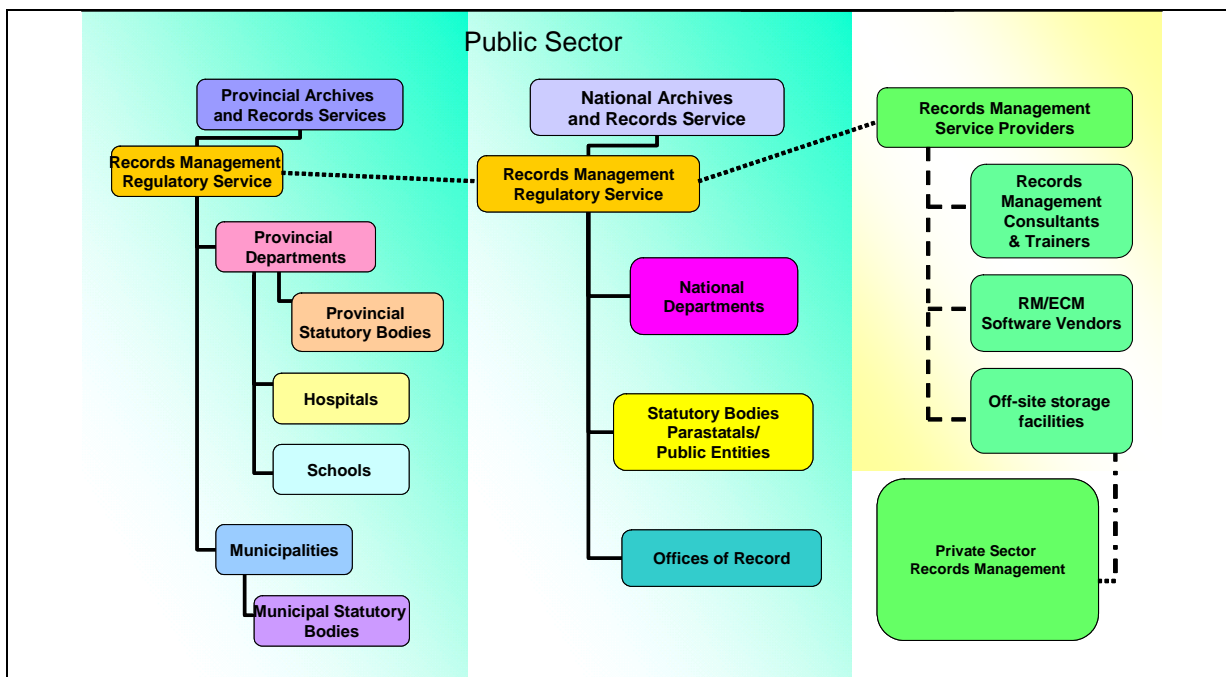 Public Sector
Provincial Archives
and Records Services
Records Management
Regulatory Service
Provincial
Departments
Provincial
Statutory Bodies
Hospitals
Schools
Municipalities
Municipal Statutory
Bodies
National Archives
and Records Service
Records Management
Regulatory Service
National
Departments
Statutory Bodies
Parastatals/
Public Entities
Offices of Record
Records Management
Service Providers
Records
Management
Consultants
& Trainers
RM/ECM
Software Vendors
Off-site storage
facilities
Private Sector
Records Management